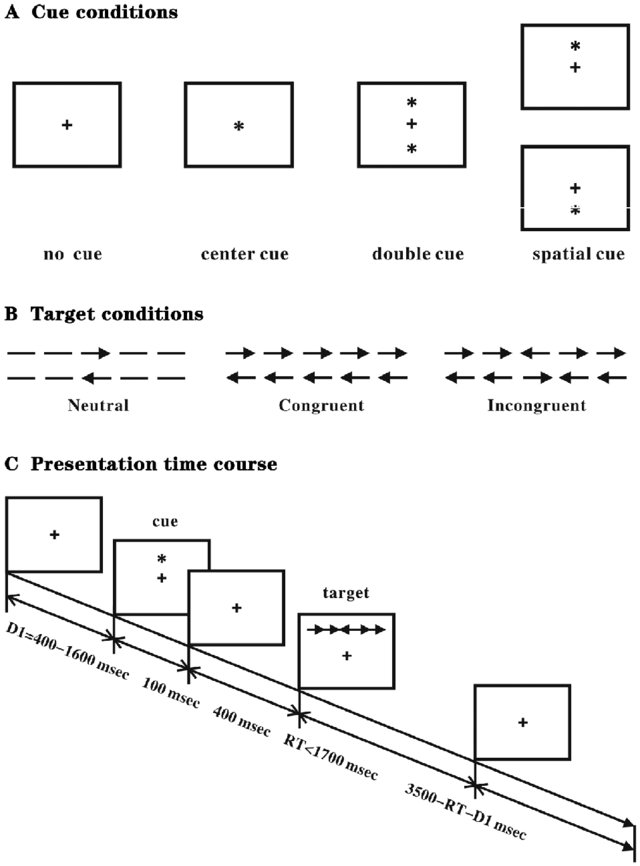 A Cue conditions
no cue
center cue
double cue
spatial cue
B Target conditions
Neutral
Congruent
Incongruent
C Presentation time course
cue
target
D1=400–1600 msec
100 msec
400 msec
RT<1700 msec
3500–RT–D1 msec